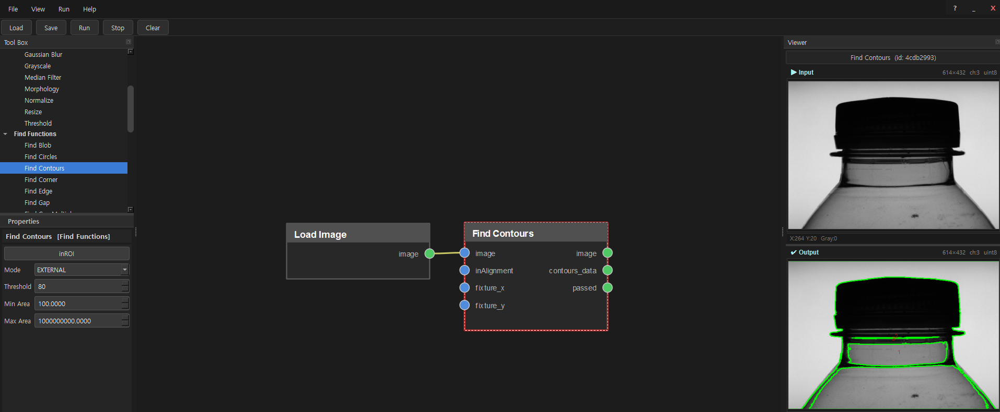 File View Run Help
? _ X
Load Save Run Stop Clear
Tool Box
Gaussian Blur
Grayscale
Median Filter
Morphology
Normalize
Resize
Threshold
Find Functions
Find Blob
Find Circles
Find Contours
Find Corner
Find Edge
Find Gap
Properties
Find Contours [Find Functions]
inROI
Mode EXTERNAL
Threshold 80
Min Area 100.0000
Max Area 1000000000.0000
Load Image
image
Find Contours
image image
inAlignment contours_data
fixture_x passed
fixture_y
Viewer
Find Contours (id: 4cdb2993)
Input 614×432 ch:3 uint8
X:264 Y:20 Gray:0
Output 614×432 ch:3 uint8
1